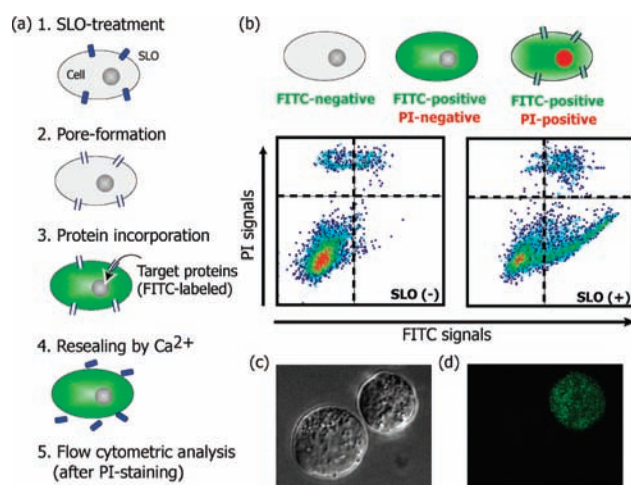 (a) 1. SLO-treatment
SLO
Cell
2. Pore-formation
3. Protein incorporation
Target proteins
(FITC-labeled)
4. Resealing by Ca2+
5. Flow cytometric analysis
(after PI-staining)
(b)
FITC-negative
FITC-positive
PI-negative
FITC-positive
PI-positive
PI signals
SLO (-)
SLO (+)
FITC signals
(c)
(d)